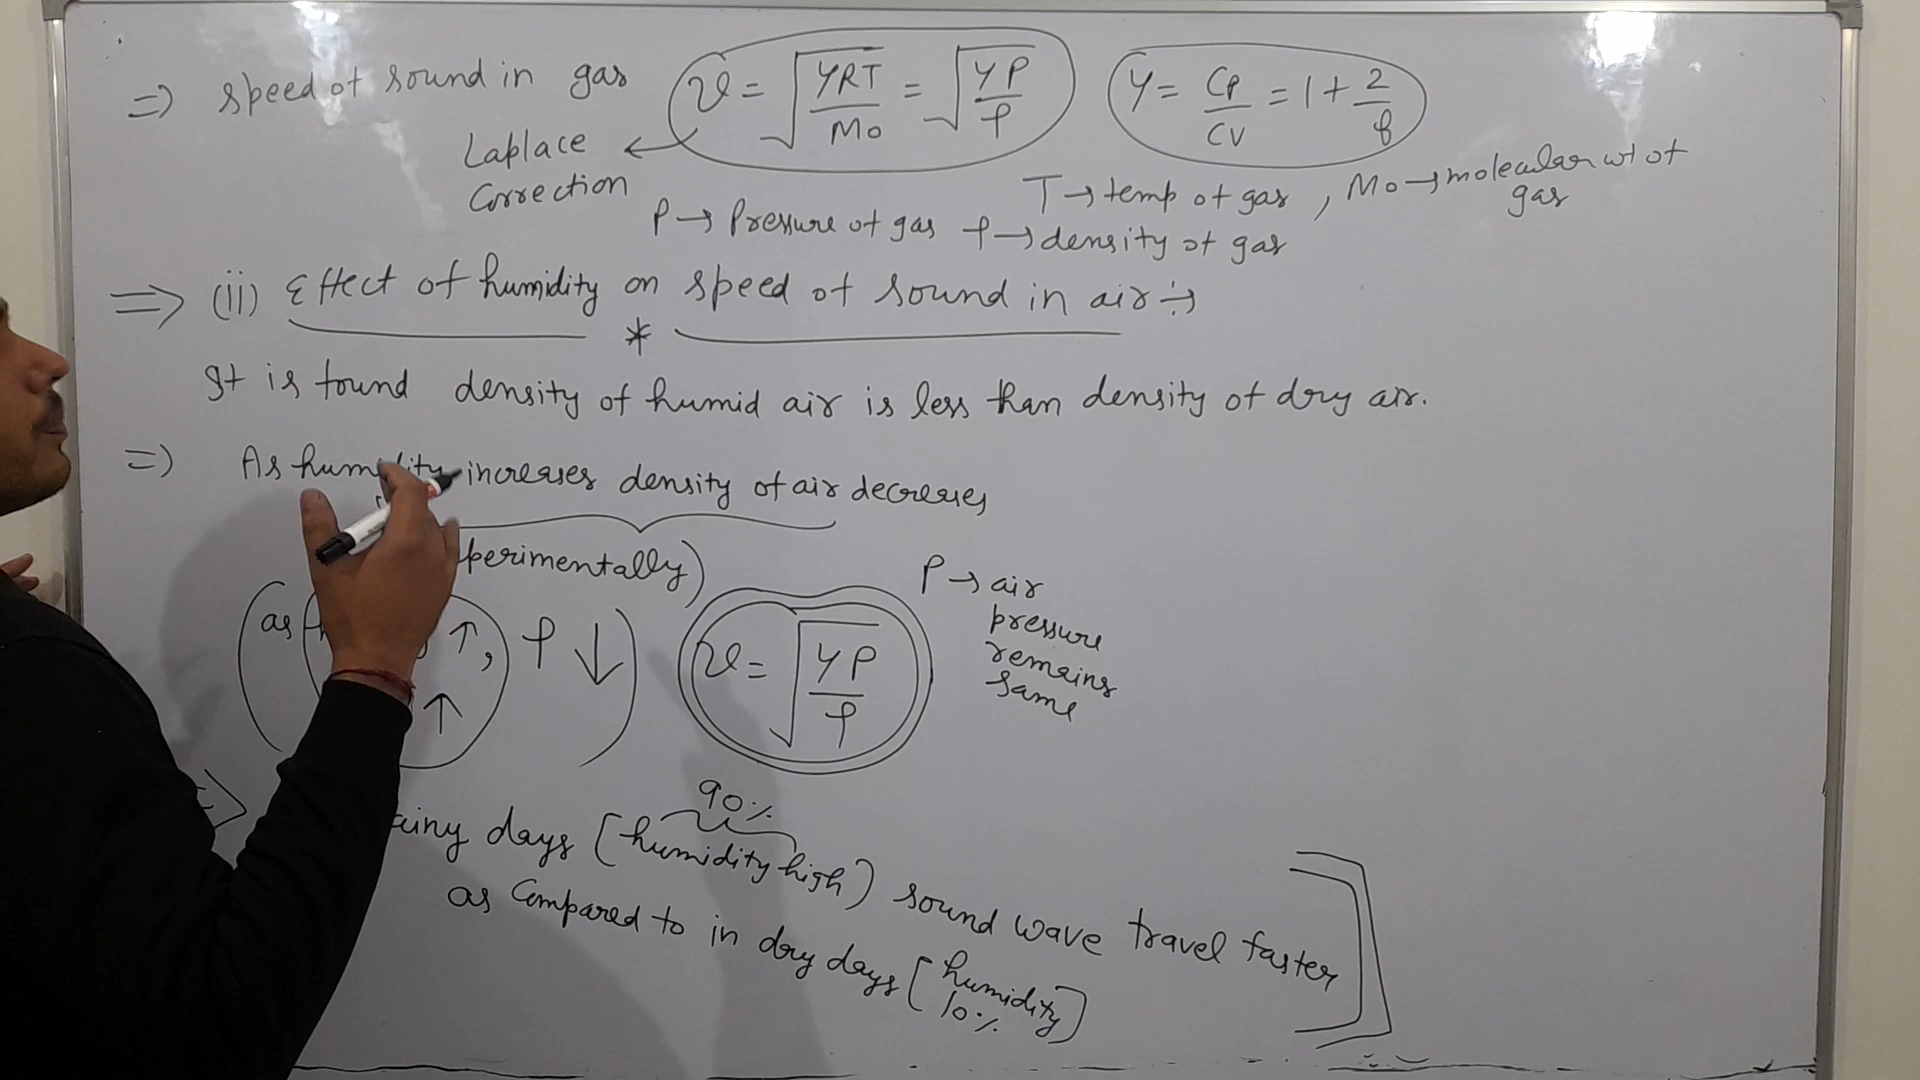 => speed of sound in gas v = √(γRT/Mo) = √(γP/ρ) γ = CP/CV = 1 + 2/f
Laplace ←
Correction
T → temp of gas , Mo → molecular wt of
gas
P → Pressure of gas ρ → density of gas
=> (ii) Effect of humidity on speed of sound in air :→
*
It is found density of humid air is less than density of dry air.
=> As humidity increases density of air decreases
perimentally)
(as ↑, ρ ↓) v = √(γP/ρ) P → air
↑ pressure
remains
same
90%
ainy days [humidity high) sound wave travel faster
as Compared to in dry days [humidity]
10%